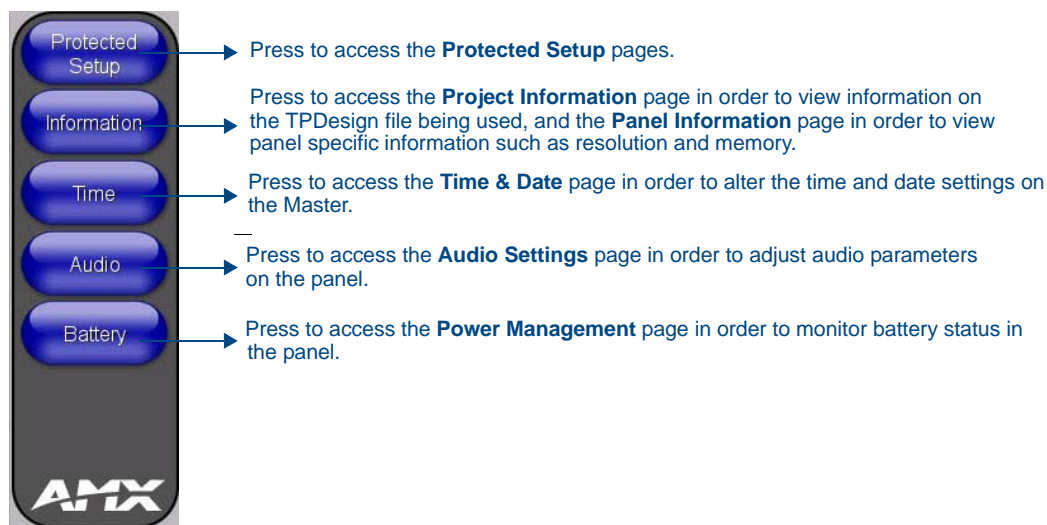 Protected
Setup
Press to access the Protected Setup pages.
Information
Press to access the Project Information page in order to view information on
the TPDesign file being used, and the Panel Information page in order to view
panel specific information such as resolution and memory.
Time
Press to access the Time & Date page in order to alter the time and date settings on
the Master.
Audio
Press to access the Audio Settings page in order to adjust audio parameters
on the panel.
Battery
Press to access the Power Management page in order to monitor battery status in
the panel.
AMX